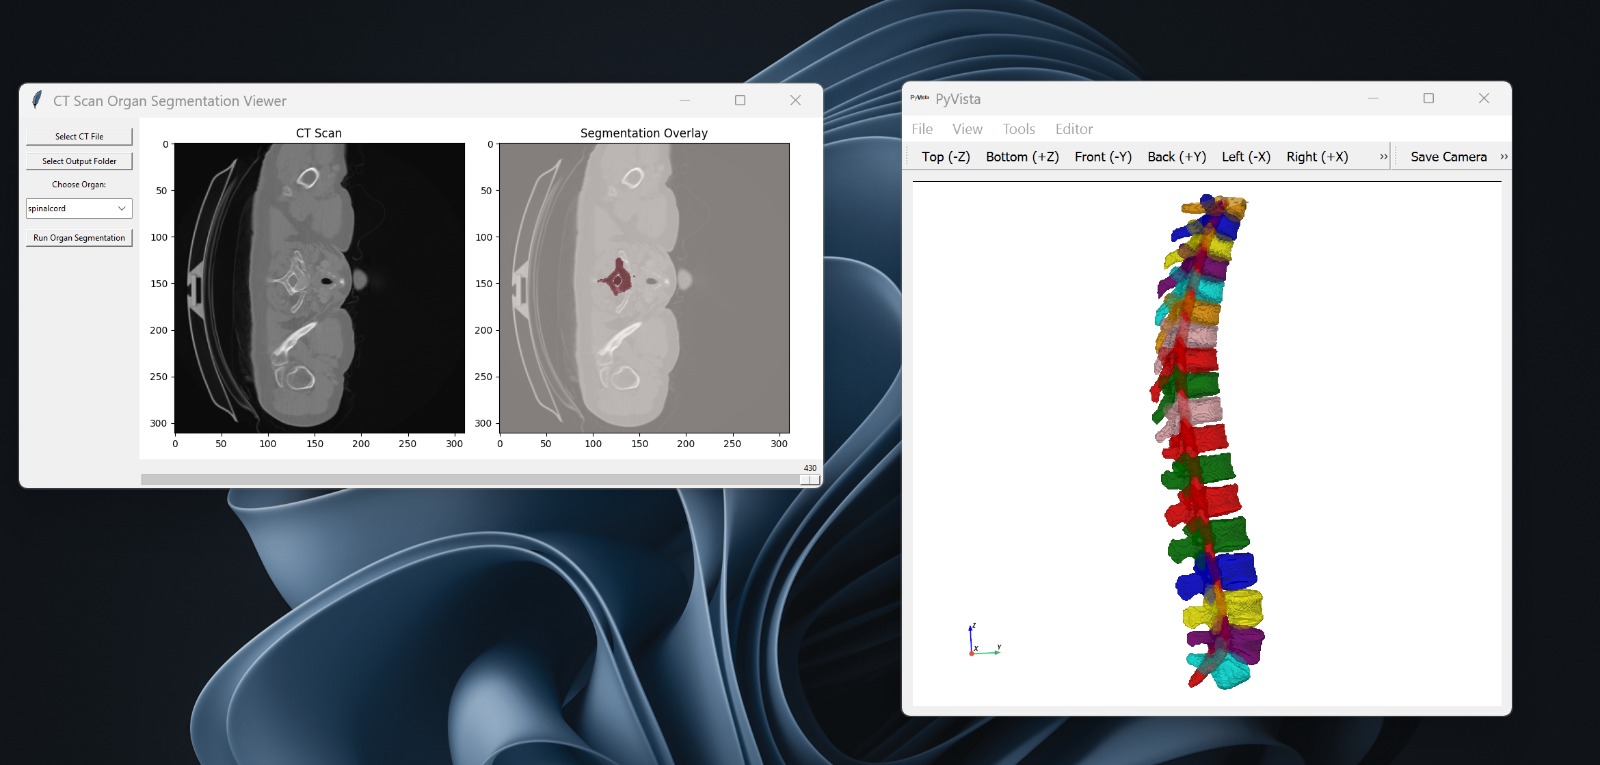 CT Scan Organ Segmentation Viewer
Select CT File
Select Output Folder
Choose Organ:
spinalcord
Run Organ Segmentation
CT Scan
0
50
100
150
200
250
300
0 50 100 150 200 250 300
Segmentation Overlay
0
50
100
150
200
250
300
0 50 100 150 200 250 300
430
PyVista PyVista
File View Tools Editor
Top (-Z) Bottom (+Z) Front (-Y) Back (+Y) Left (-X) Right (+X) » Save Camera »
Z
X Y